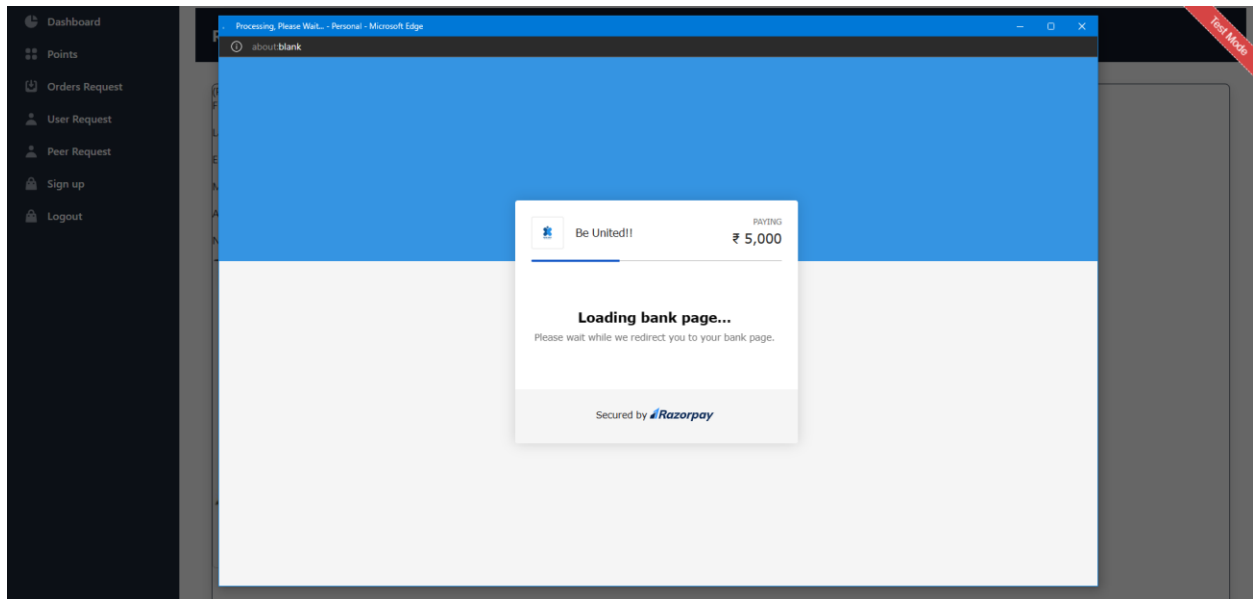 Dashboard
Points
Orders Request
User Request
Peer Request
Sign up
Logout
Processing, Please Wait... - Personal - Microsoft Edge
about:blank
Test Mode
Be United!!
PAYING
₹ 5,000
Loading bank page...
Please wait while we redirect you to your bank page.
Secured by Razorpay